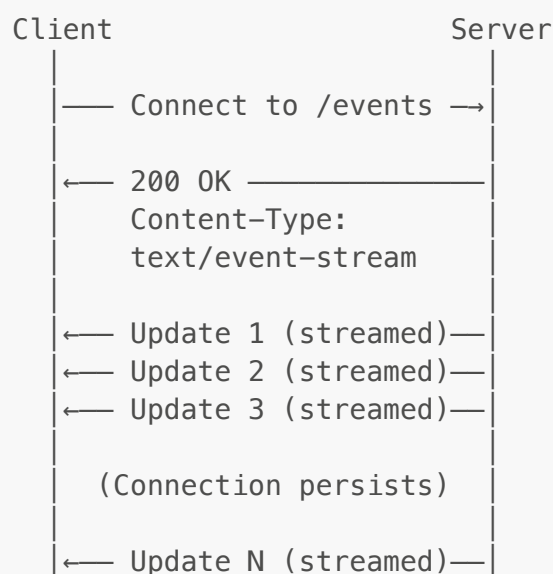 Client Server
Connect to /events
200 OK
Content-Type:
text/event-stream
Update 1 (streamed)
Update 2 (streamed)
Update 3 (streamed)
(Connection persists)
Update N (streamed)